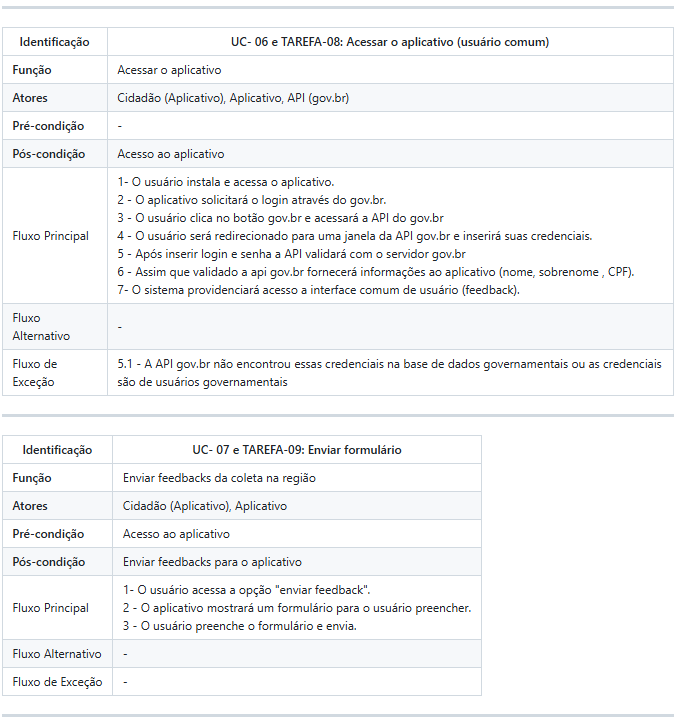 Identificação UC- 06 e TAREFA-08: Acessar o aplicativo (usuário comum)
Função Acessar o aplicativo
Atores Cidadão (Aplicativo), Aplicativo, API (gov.br)
Pré-condição -
Pós-condição Acesso ao aplicativo
Fluxo Principal
1- O usuário instala e acessa o aplicativo.
2 - O aplicativo solicitará o login através do gov.br.
3 - O usuário clica no botão gov.br e acessará a API do gov.br
4 - O usuário será redirecionado para uma janela da API gov.br e inserirá suas credenciais.
5 - Após inserir login e senha a API validará com o servidor gov.br
6 - Assim que validado a api gov.br fornecerá informações ao aplicativo (nome, sobrenome , CPF).
7- O sistema providenciará acesso a interface comum de usuário (feedback).
Fluxo
Alternativo
-
Fluxo de
Exceção
5.1 - A API gov.br não encontrou essas credenciais na base de dados governamentais ou as credenciais
são de usuários governamentais
Identificação UC- 07 e TAREFA-09: Enviar formulário
Função Enviar feedbacks da coleta na região
Atores Cidadão (Aplicativo), Aplicativo
Pré-condição Acesso ao aplicativo
Pós-condição Enviar feedbacks para o aplicativo
Fluxo Principal
1- O usuário acessa a opção "enviar feedback".
2 - O aplicativo mostrará um formulário para o usuário preencher.
3 - O usuário preenche o formulário e envia.
Fluxo Alternativo -
Fluxo de Exceção -